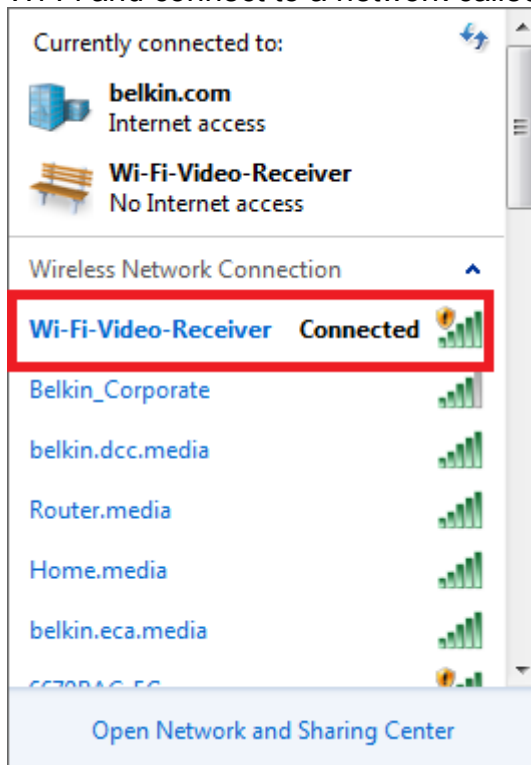 Currently connected to:
belkin.com
Internet access
Wi-Fi-Video-Receiver
No Internet access
Wireless Network Connection
Wi-Fi-Video-Receiver Connected
Belkin_Corporate
belkin.dcc.media
Router.media
Home.media
belkin.eca.media
Open Network and Sharing Center